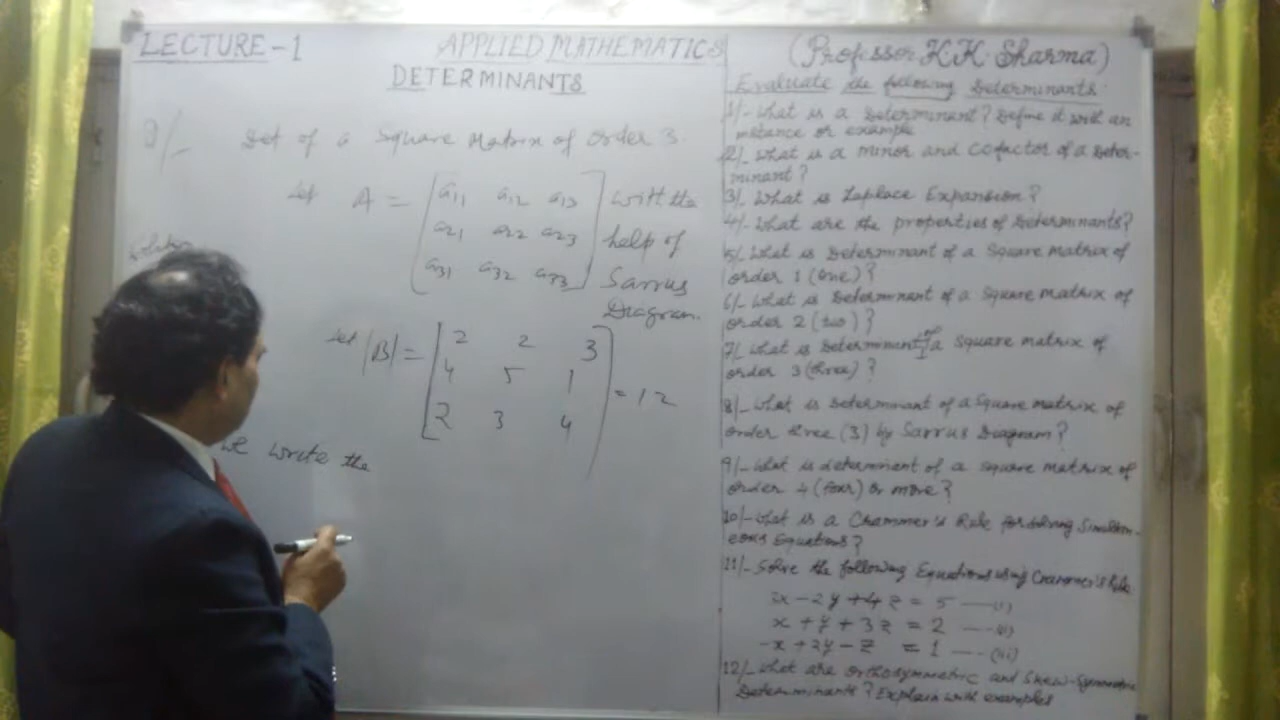 LECTURE-1
APPLIED MATHEMATICS
DETERMINANTS
8/- Det of a Square Matrix of order 3.
Let A = [a11 a12 a13] with the
a21 a22 a23 help of
a31 a32 a33 Sarrus
Diagram.
Let |B| = [2 2 3
4 5 1
2 3 4] = 12
we write the
(Professor K.K. Sharma)
Evaluate the following Determinants:
1/- What is a Determinant? Define it with an
instance or example
2/- What is a minor and cofactor of a Deter-
minant?
3/- What is Laplace Expansion?
4/- What are the properties of Determinants?
5/- What is Determinant of a Square matrix of
order 1 (one)?
6/- What is Determinant of a Square matrix of
order 2 (two)?
7/- What is Determinant of a Square matrix of
order 3 (three)?
8/- What is Determinant of a Square matrix of
order three (3) by Sarrus Diagram?
9/- What is determinent of a square matrix of
order 4 (four) or more?
10/- What is a Crammer's Rule for solving Simultan-
eous Equations?
11/- Solve the following Equations using Crammer's Rule
x - 2y + 4z = 5 —(i)
x + y + 3z = 2 —(ii)
-x + 2y - z = 1 —(iii)
12/- What are orthosymmetric and Skew-Symmetric
Determinants? Explain with examples